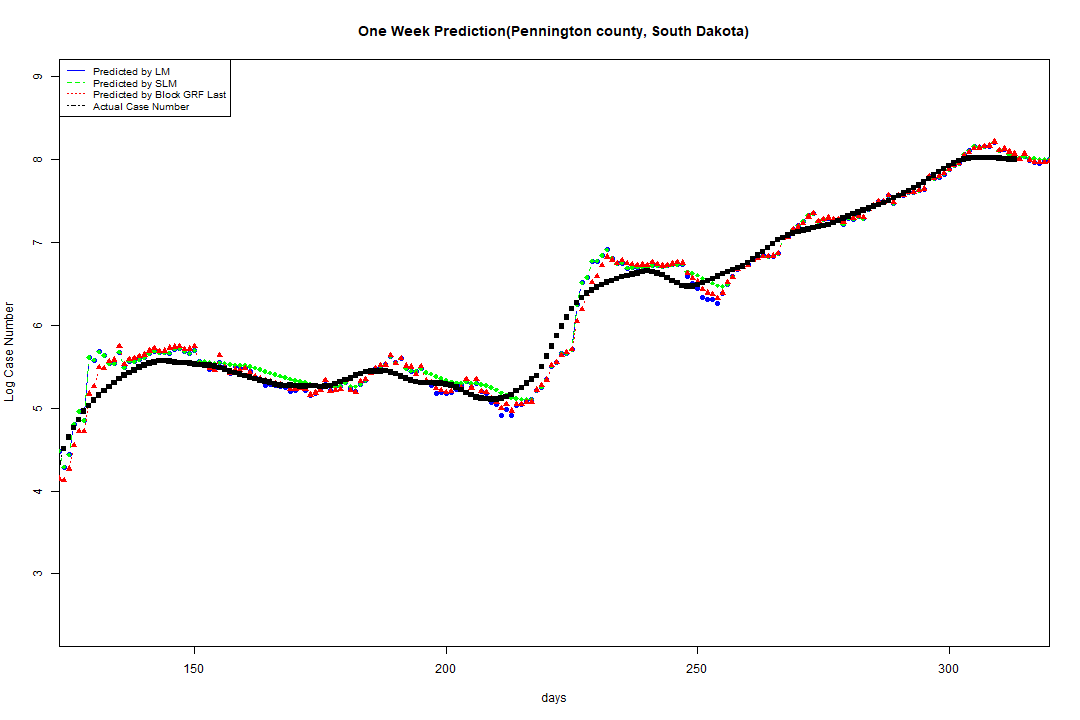 One Week Prediction(Pennington county, South Dakota)
Predicted by LM
Predicted by SLM
Predicted by Block GRF Last
Actual Case Number
9
8
7
6
5
4
3
Log Case Number
150
200
250
300
days